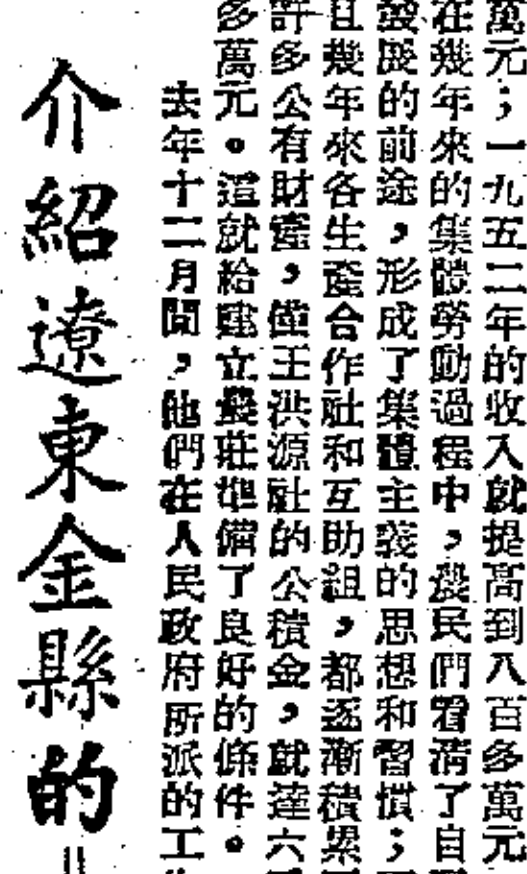 萬元；一九五二年的收入就提高到八百多萬元
在幾年來的集體勞動過程中，農民們看清了自
發展的前途，形成了集體主義的思想和習慣；
且幾年來各生產合作社和互助組，都逐漸積累
許多公有財產，僅王洪源社的公積金，就達六
多萬元。這就給建立農莊準備了良好的條件。
去年十二月間，他們在人民政府所派的工
介紹遼東金縣的